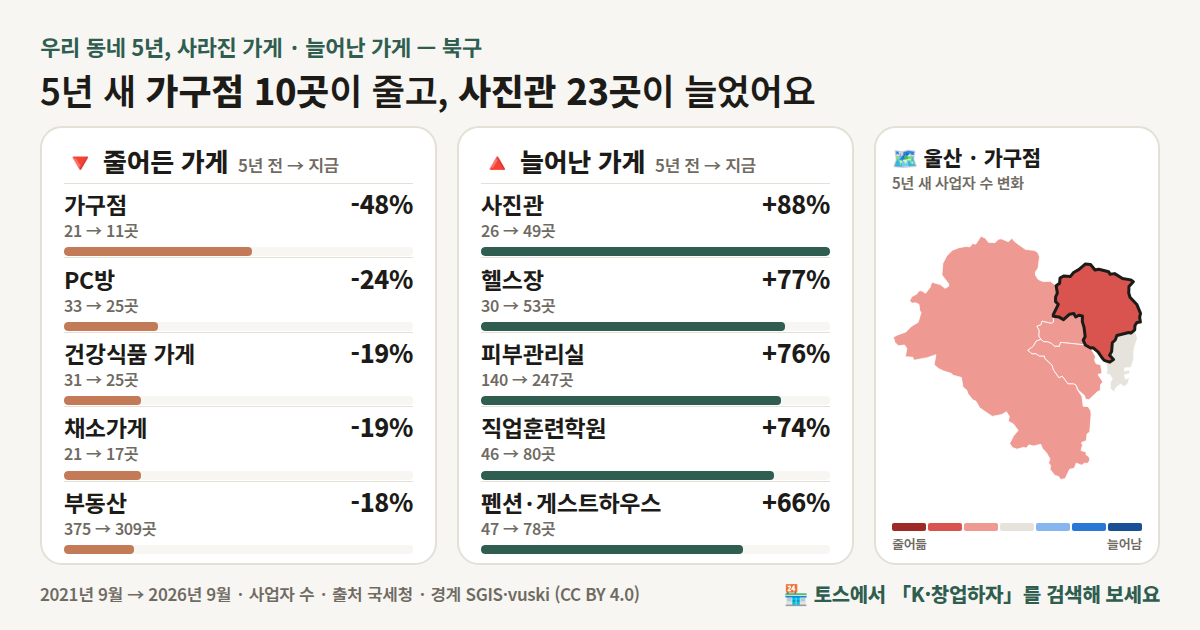 우리 동네 5년, 사라진 가게 · 늘어난 가게 — 북구
5년 새 가구점 10곳이 줄고, 사진관 23곳이 늘었어요
줄어든 가게 5년 전 → 지금
가구점 -48%
21 → 11곳
PC방 -24%
33 → 25곳
건강식품 가게 -19%
31 → 25곳
채소가게 -19%
21 → 17곳
부동산 -18%
375 → 309곳
늘어난 가게 5년 전 → 지금
사진관 +88%
26 → 49곳
헬스장 +77%
30 → 53곳
피부관리실 +76%
140 → 247곳
직업훈련학원 +74%
46 → 80곳
펜션·게스트하우스 +66%
47 → 78곳
울산 · 가구점
5년 새 사업자 수 변화
줄어듦 늘어남
2021년 9월 → 2026년 9월 · 사업자 수 · 출처 국세청 · 경계 SGIS·vuski (CC BY 4.0)
토스에서 「K·창업하자」를 검색해 보세요